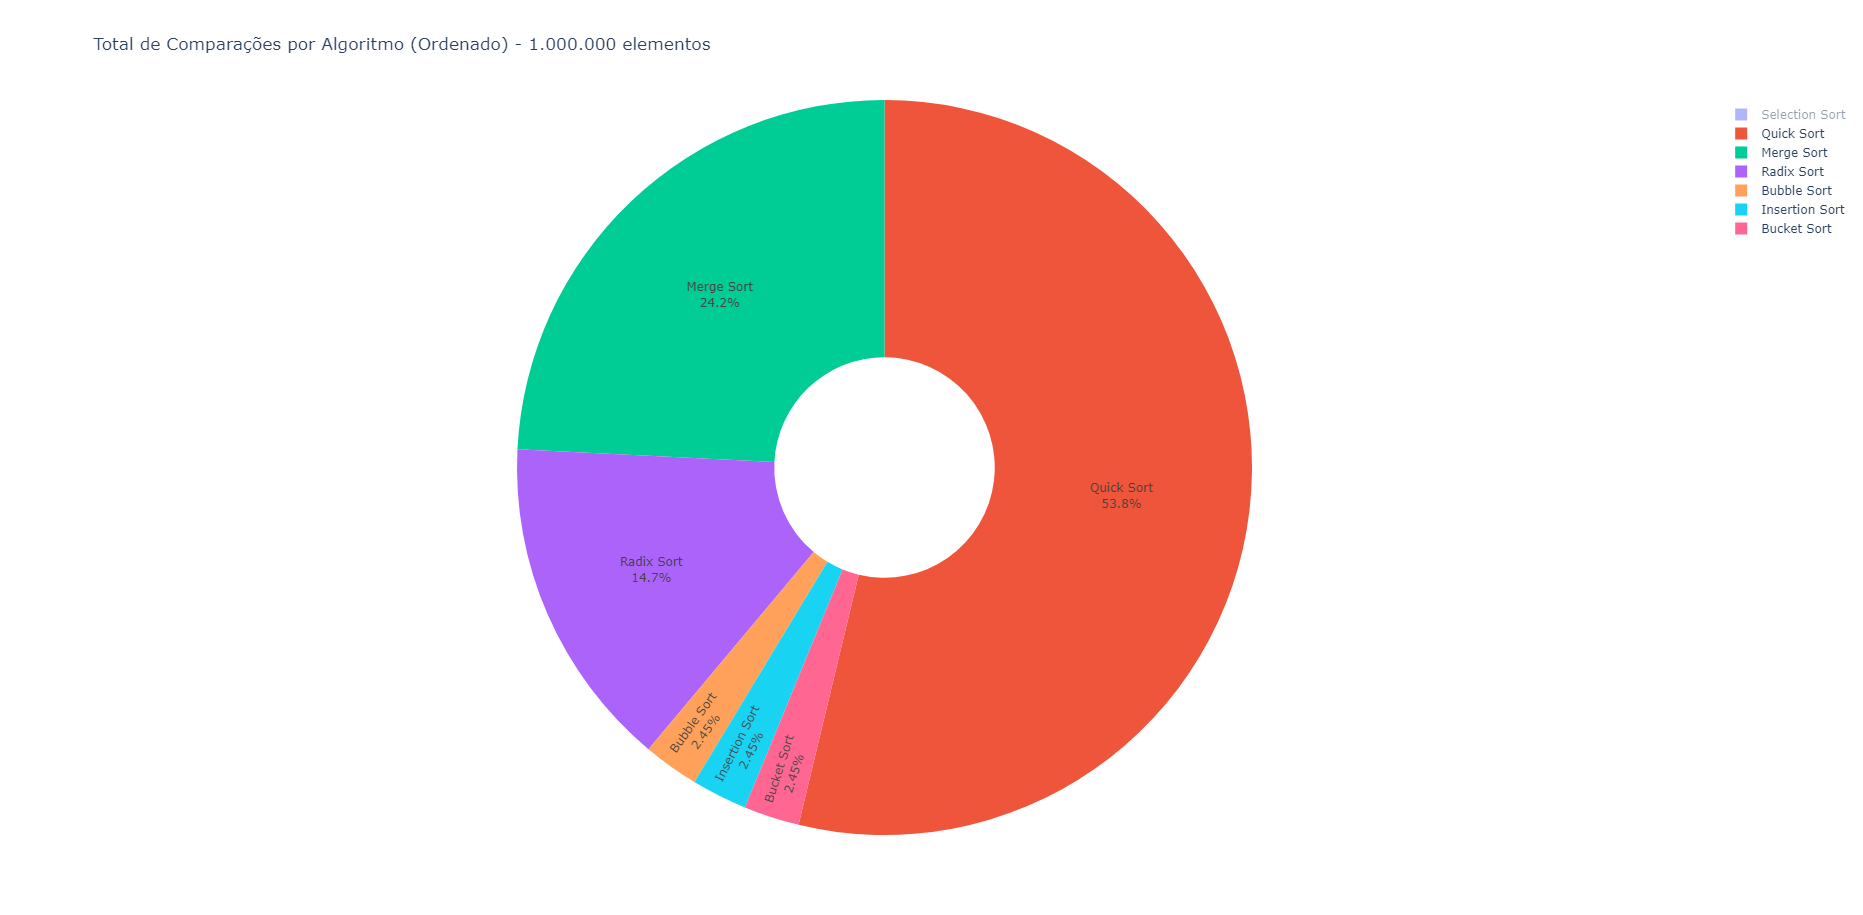 Total de Comparações por Algoritmo (Ordenado) - 1.000.000 elementos
Selection Sort
Quick Sort
Merge Sort
Radix Sort
Bubble Sort
Insertion Sort
Bucket Sort
Merge Sort
24.2%
Quick Sort
53.8%
Radix Sort
14.7%
Bubble Sort
2.45%
Insertion Sort
2.45%
Bucket Sort
2.45%